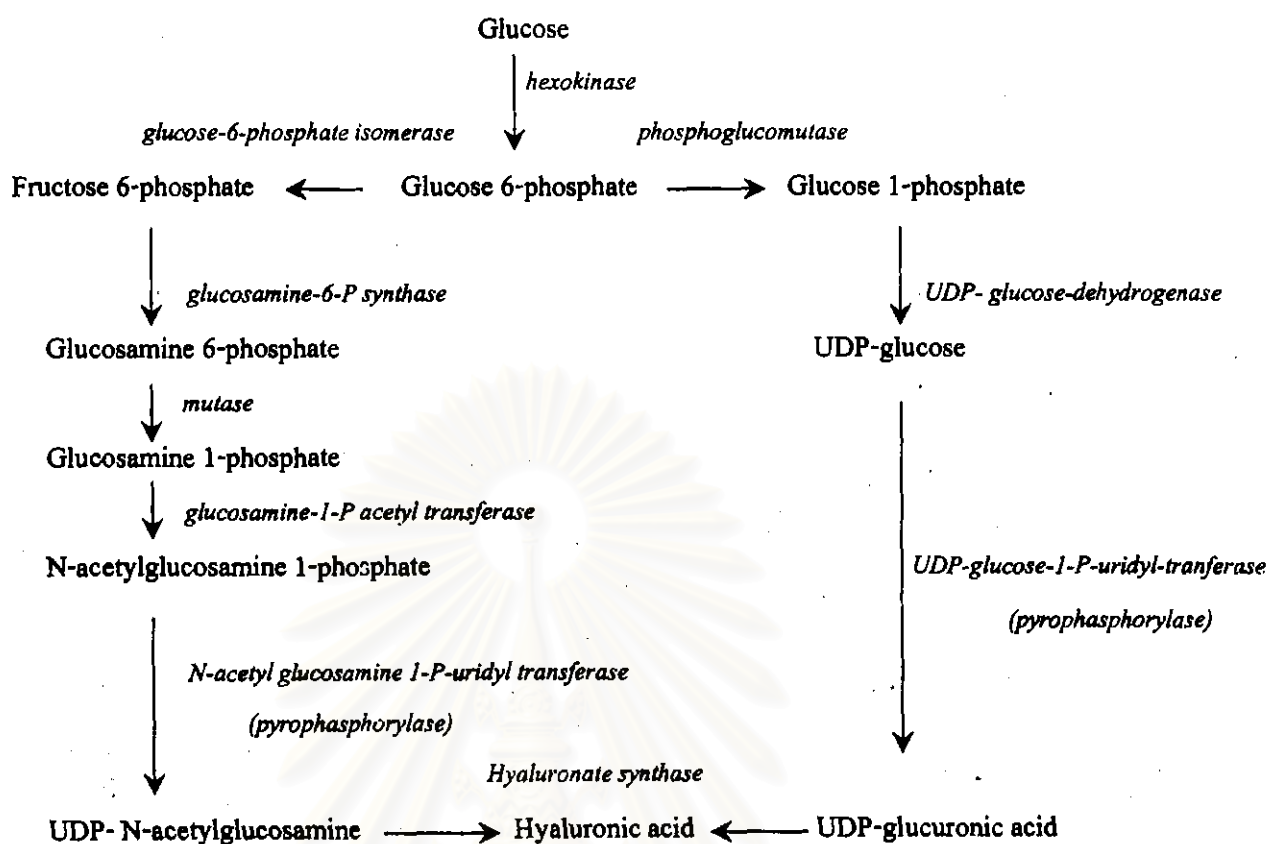 Glucose
hexokinase
glucose-6-phosphate isomerase phosphoglucomutase
Fructose 6-phosphate Glucose 6-phosphate Glucose 1-phosphate
glucosamine-6-P synthase UDP- glucose-dehydrogenase
Glucosamine 6-phosphate UDP-glucose
mutase
Glucosamine 1-phosphate
glucosamine-1-P acetyl transferase
N-acetylglucosamine 1-phosphate UDP-glucose-1-P-uridyl-tranferase
(pyrophasphorylase)
N-acetyl glucosamine 1-P-uridyl transferase
(pyrophasphorylase)
Hyaluronate synthase
UDP- N-acetylglucosamine Hyaluronic acid UDP-glucuronic acid